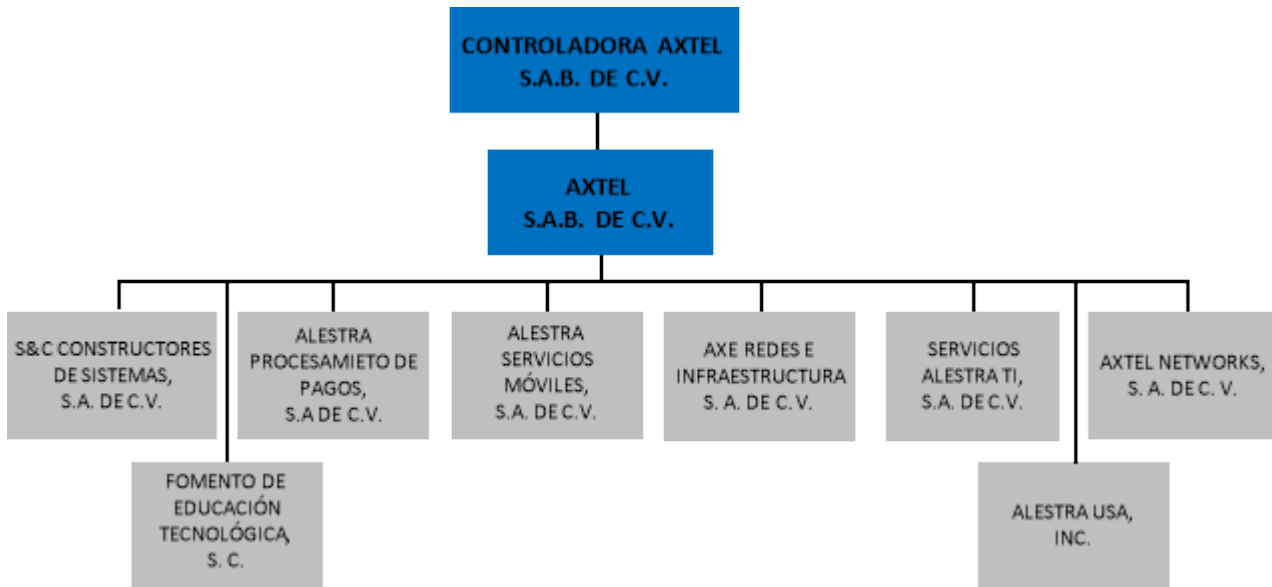 CONTROLADORA AXTEL
S.A.B. DE C.V.
AXTEL
S.A.B. DE C.V.
S&C CONSTRUCTORES
DE SISTEMAS,
S.A. DE C.V.
ALESTRA
PROCESAMIETO DE
PAGOS,
S.A DE C.V.
ALESTRA
SERVICIOS
MÓVILES,
S.A. DE C.V.
AXE REDES E
INFRAESTRUCTURA
S. A. DE C. V.
SERVICIOS
ALESTRA TI,
S.A. DE C.V.
AXTEL NETWORKS,
S. A. DE C. V.
FOMENTO DE
EDUCACIÓN
TECNOLÓGICA,
S. C.
ALESTRA USA,
INC.